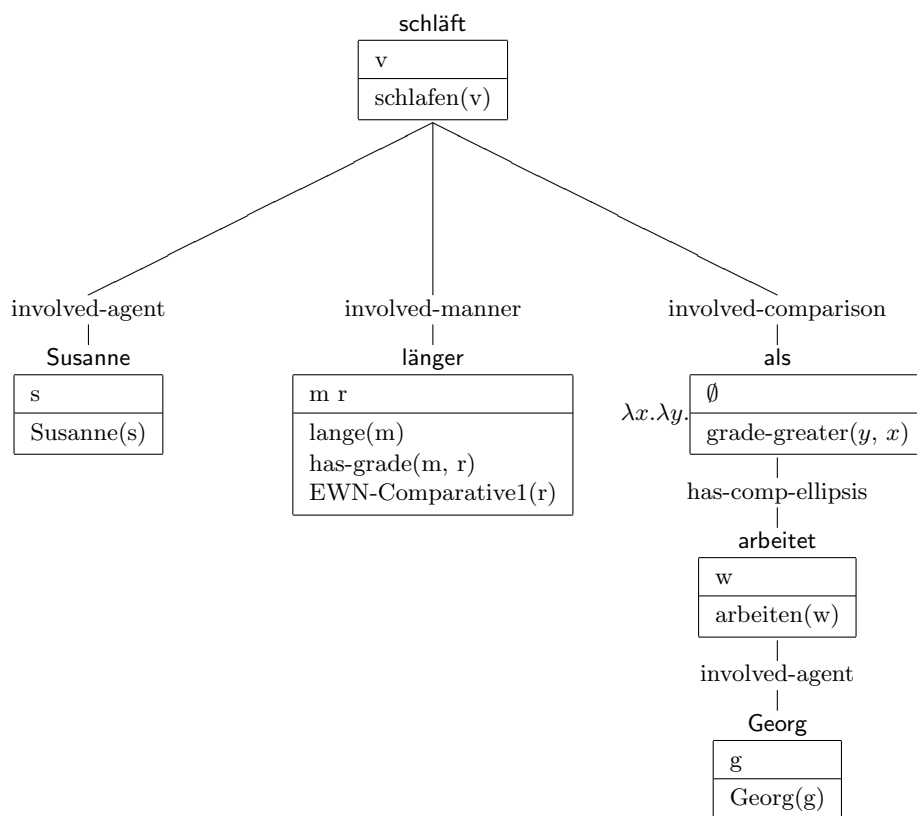 schläft
v
schlafen(v)
involved-agent involved-manner involved-comparison
Susanne länger als
s m r ∅
λx.λy.
Susanne(s) lange(m) grade-greater(y, x)
has-grade(m, r)
EWN-Comparative1(r)
has-comp-ellipsis
arbeitet
w
arbeiten(w)
involved-agent
Georg
g
Georg(g)